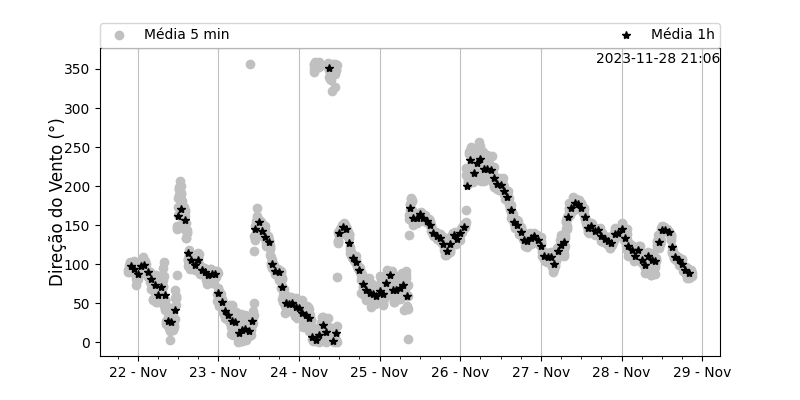 Média 5 min
Média 1h
2023-11-28 21:06
Direção do Vento (°)
350
300
250
200
150
100
50
0
22 - Nov
23 - Nov
24 - Nov
25 - Nov
26 - Nov
27 - Nov
28 - Nov
29 - Nov